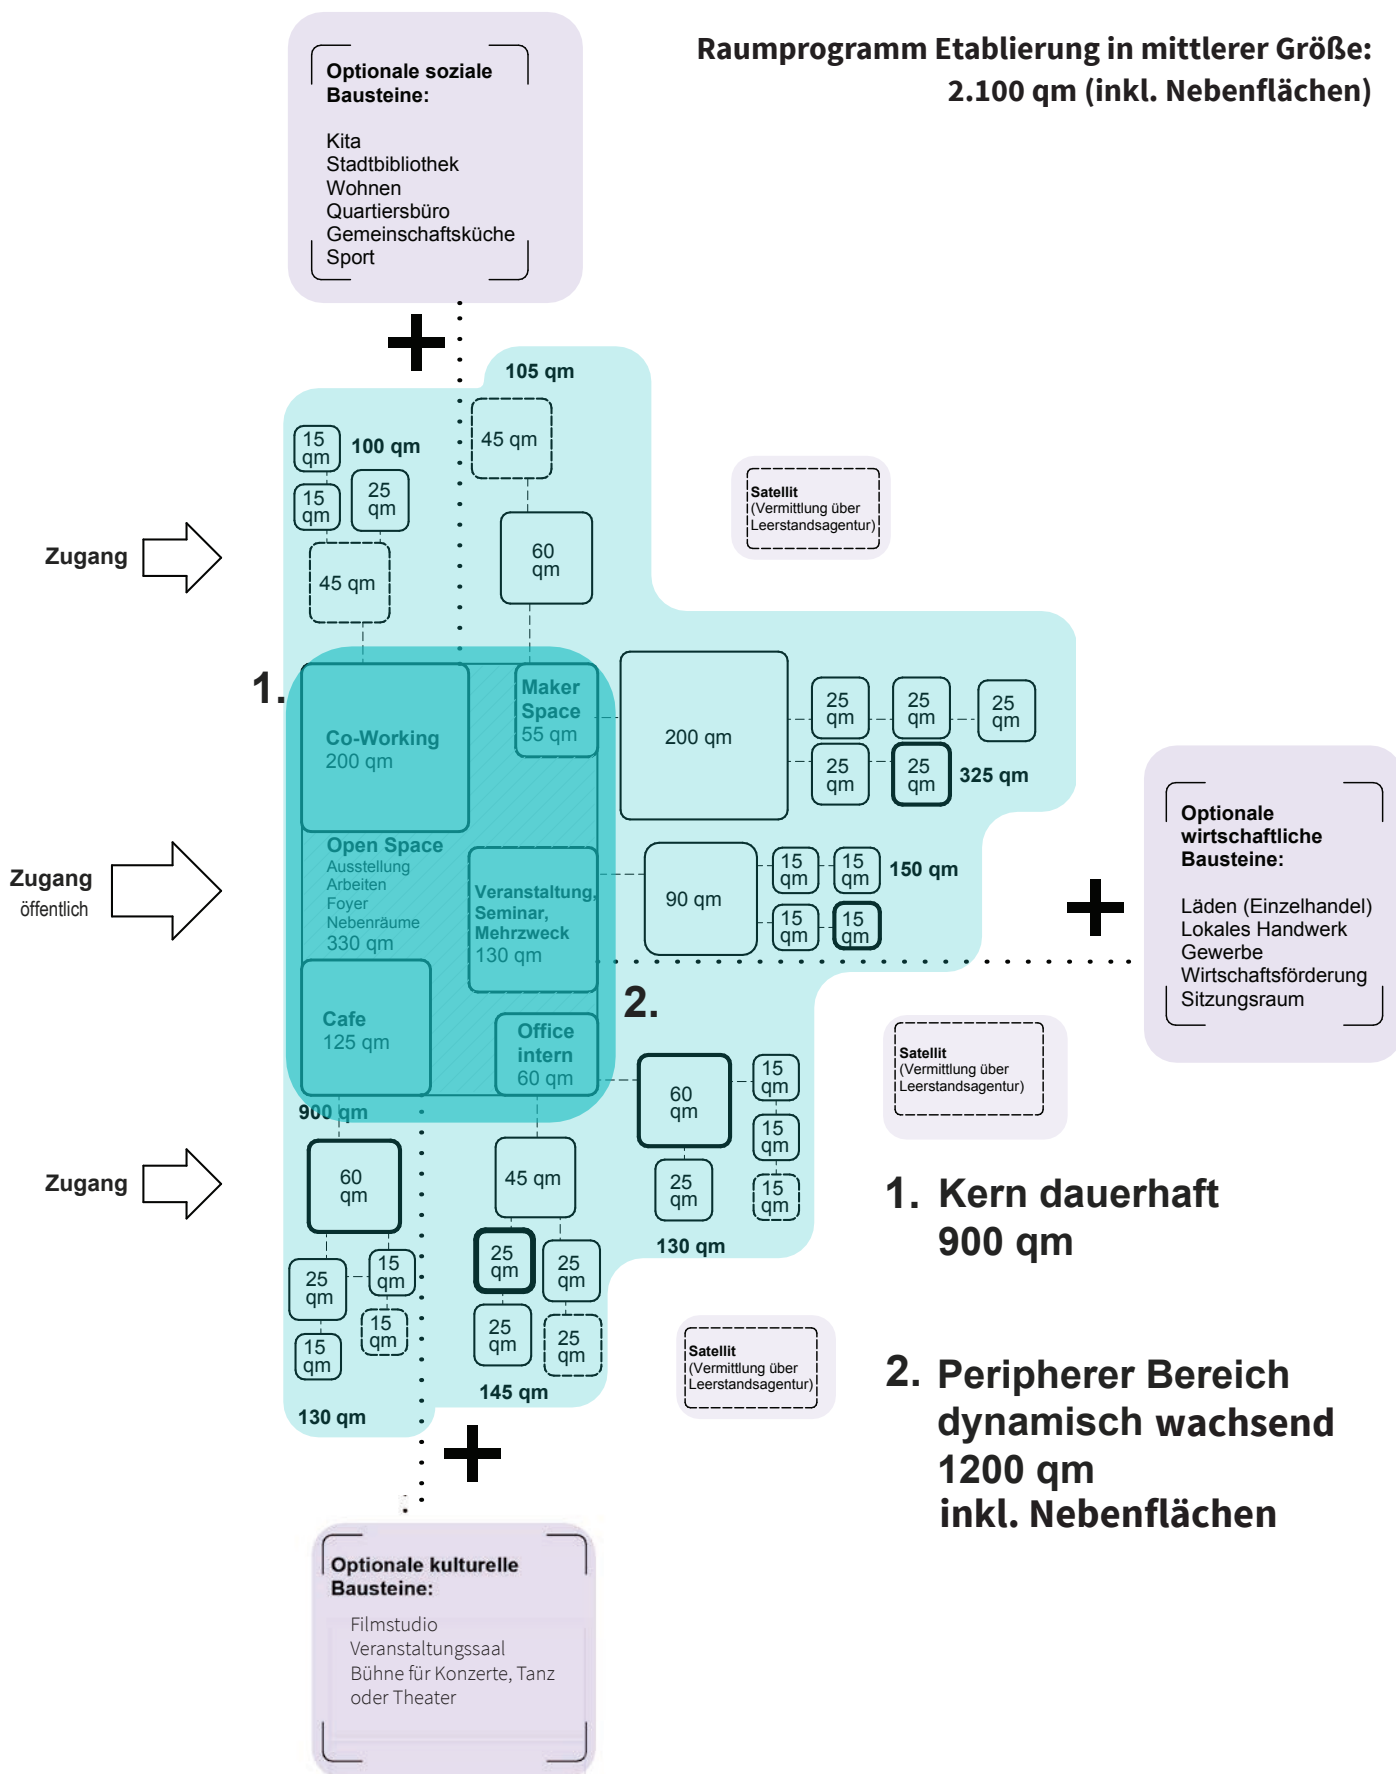 Raumprogramm Etablierung in mittlerer Größe:
2.100 qm (inkl. Nebenflächen)
Optionale soziale
Bausteine:
Kita
Stadtbibliothek
Wohnen
Quartiersbüro
Gemeinschaftsküche
Sport
105 qm
45 qm
60
qm
15
qm
100 qm
15
qm
25
qm
45 qm
Zugang
Satellit
(Vermittlung über
Leerstandsagentur)
1.
Co-Working
200 qm
Maker
Space
55 qm
200 qm
25
qm
25
qm
25
qm
25
qm
25
qm
325 qm
Zugang
öffentlich
Open Space
Ausstellung
Arbeiten
Foyer
Nebenräume
330 qm
Veranstaltung,
Seminar,
Mehrzweck
130 qm
90 qm
15
qm
15
qm
15
qm
15
qm
150 qm
Optionale
wirtschaftliche
Bausteine:
Läden (Einzelhandel)
Lokales Handwerk
Gewerbe
Wirtschaftsförderung
Sitzungsraum
2.
Cafe
125 qm
Office
intern
60 qm
900 qm
Satellit
(Vermittlung über
Leerstandsagentur)
60
qm
15
qm
15
qm
15
qm
25
qm
130 qm
Zugang
60
qm
25
qm
15
qm
15
qm
15
qm
130 qm
45 qm
25
qm
25
qm
25
qm
25
qm
145 qm
Satellit
(Vermittlung über
Leerstandsagentur)
1. Kern dauerhaft
900 qm
2. Peripherer Bereich
dynamisch wachsend
1200 qm
inkl. Nebenflächen
Optionale kulturelle
Bausteine:
Filmstudio
Veranstaltungssaal
Bühne für Konzerte, Tanz
oder Theater